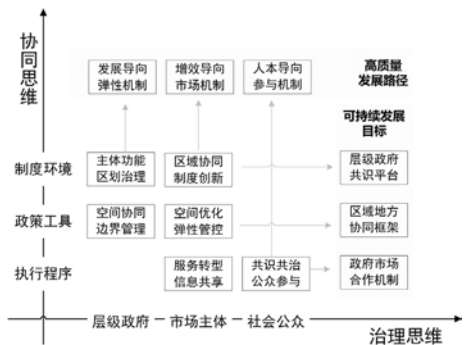 协同思维
发展导向 增效导向 人本导向 高质量
弹性机制 市场机制 参与机制 发展路径
可持续发展
目标
制度环境 主体功能 区域协同 层级政府
区划治理 制度创新 共识平台
政策工具 空间协同 空间优化 区域地方
边界管理 弹性管控 协同框架
执行程序 服务转型 共识共治 政府市场
信息共享 公众参与 合作机制
层级政府 市场主体 社会公众
治理思维